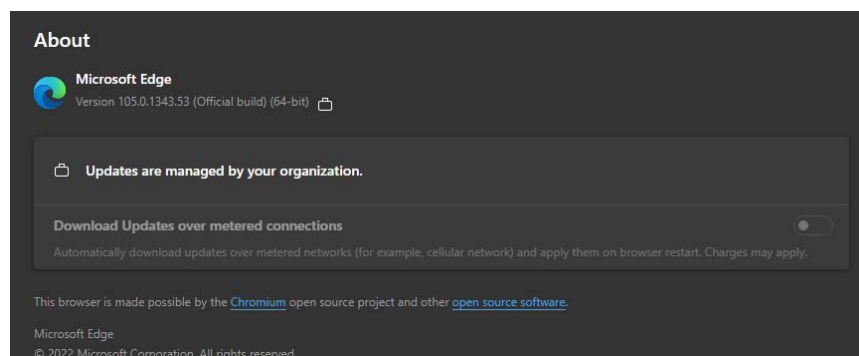 About
Microsoft Edge
Version 105.0.1343.53 (Official build) (64-bit)
Updates are managed by your organization.
Download Updates over metered connections
Automatically download updates over metered networks (for example, cellular network) and apply them on browser restart. Charges may apply.
This browser is made possible by the Chromium open source project and other open source software.
Microsoft Edge
© 2022 Microsoft Corporation. All rights reserved.